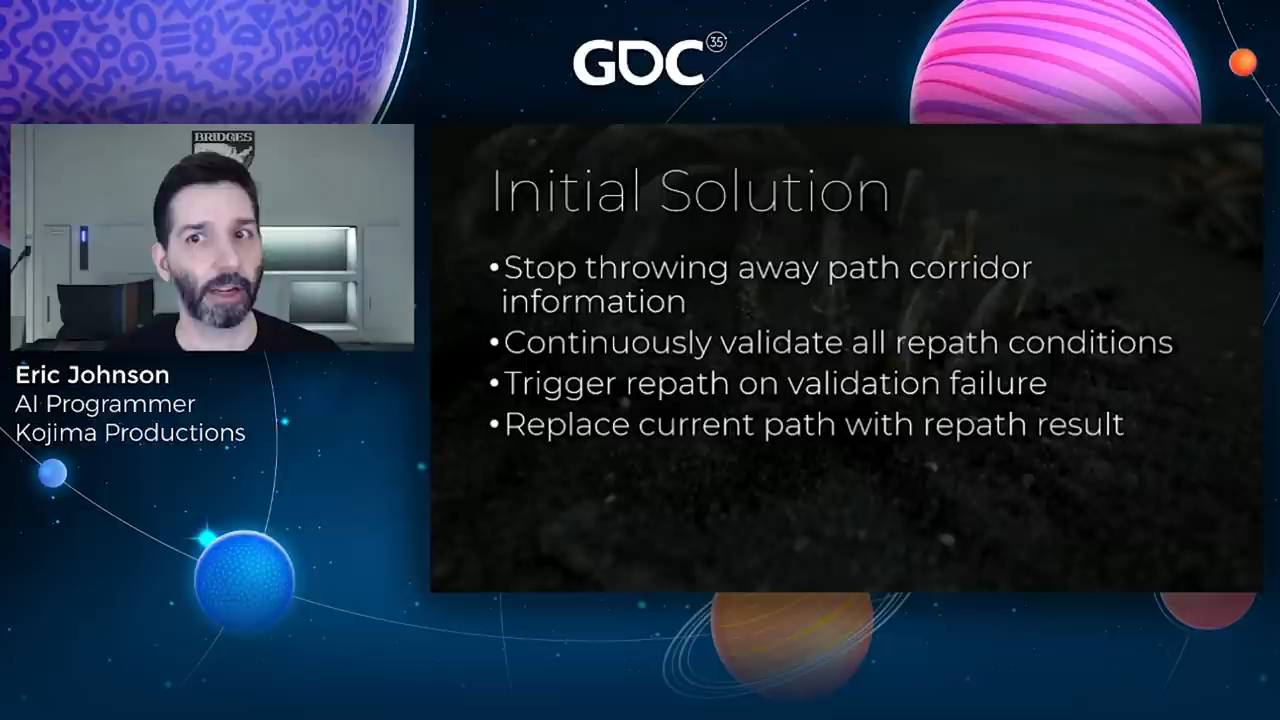 GDC 35
BRIDGES
Eric Johnson
AI Programmer
Kojima Productions
Initial Solution
•Stop throwing away path corridor
information
•Continuously validate all repath conditions
•Trigger repath on validation failure
•Replace current path with repath result